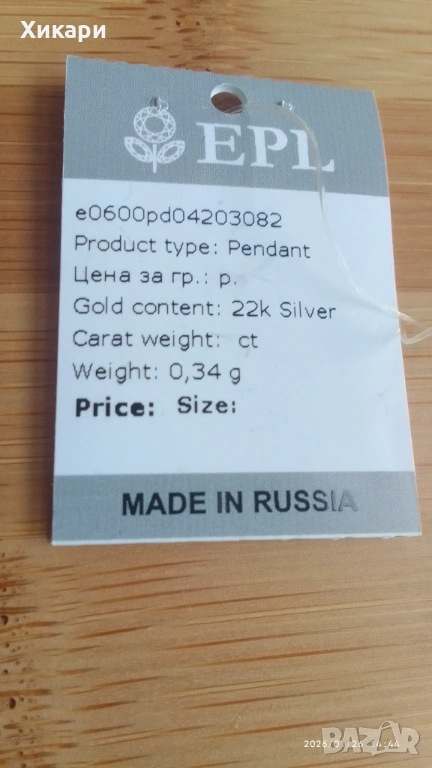 Хикари
EPL
e0600pd04203082
Product type: Pendant
Цена за гр.: р.
Gold content: 22k Silver
Carat weight: ct
Weight: 0,34 g
Price: Size:
MADE IN RUSSIA
BAZAR